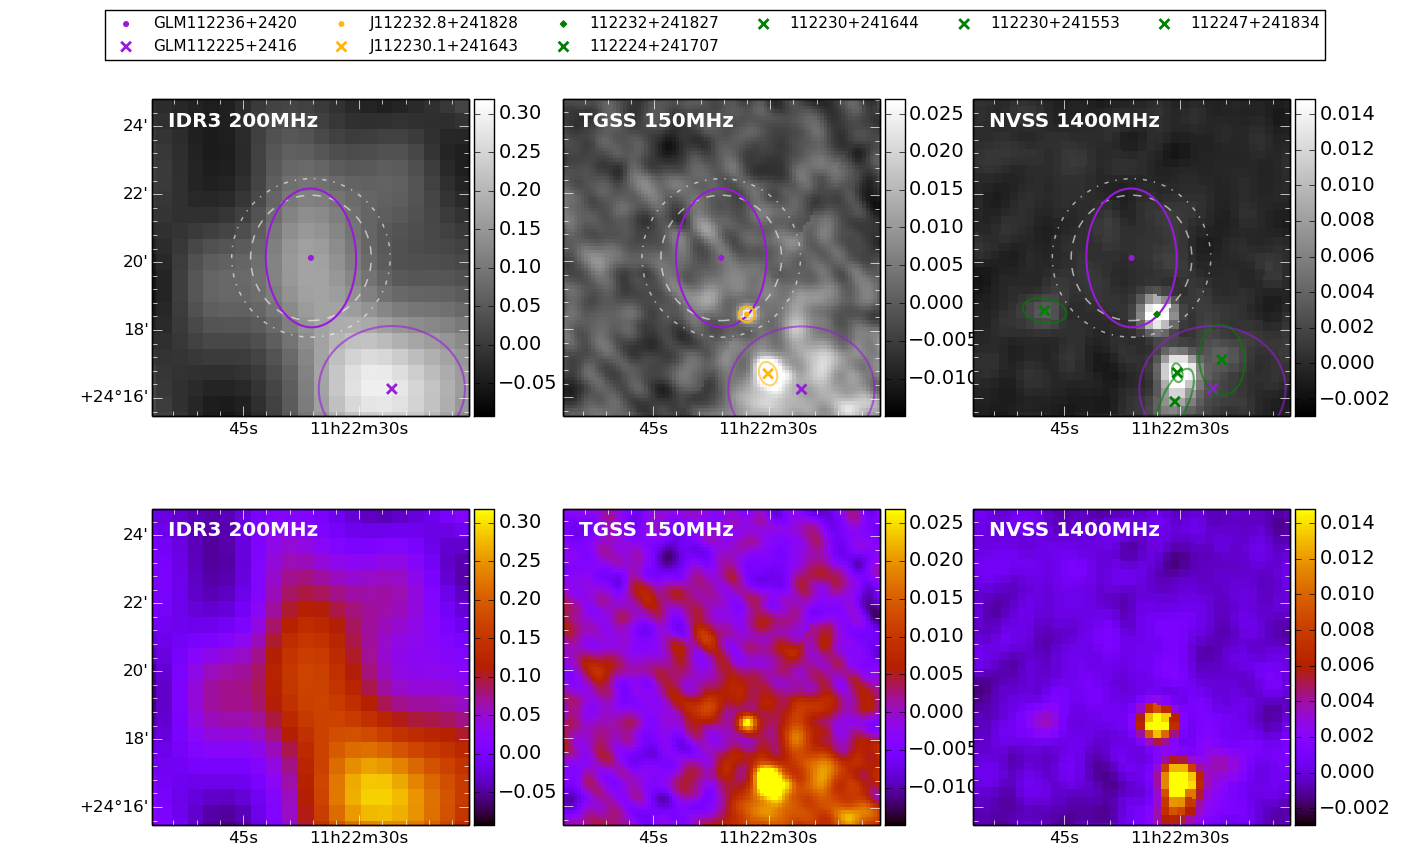 GLM112236+2420 J112232.8+241828 112232+241827 112230+241644 112230+241553 112247+241834
GLM112225+2416 J112230.1+241643 112224+241707
IDR3 200MHz TGSS 150MHz NVSS 1400MHz
24' 22' 20' 18' +24°16'
0.30 0.25 0.20 0.15 0.10 0.05 0.00 −0.05
0.025 0.020 0.015 0.010 0.005 0.000 −0.005 −0.010
0.014 0.012 0.010 0.008 0.006 0.004 0.002 0.000 −0.002
45s 11h22m30s 45s 11h22m30s 45s 11h22m30s
IDR3 200MHz TGSS 150MHz NVSS 1400MHz
24' 22' 20' 18' +24°16'
0.30 0.25 0.20 0.15 0.10 0.05 0.00 −0.05
0.025 0.020 0.015 0.010 0.005 0.000 −0.005 −0.010
0.014 0.012 0.010 0.008 0.006 0.004 0.002 0.000 −0.002
45s 11h22m30s 45s 11h22m30s 45s 11h22m30s